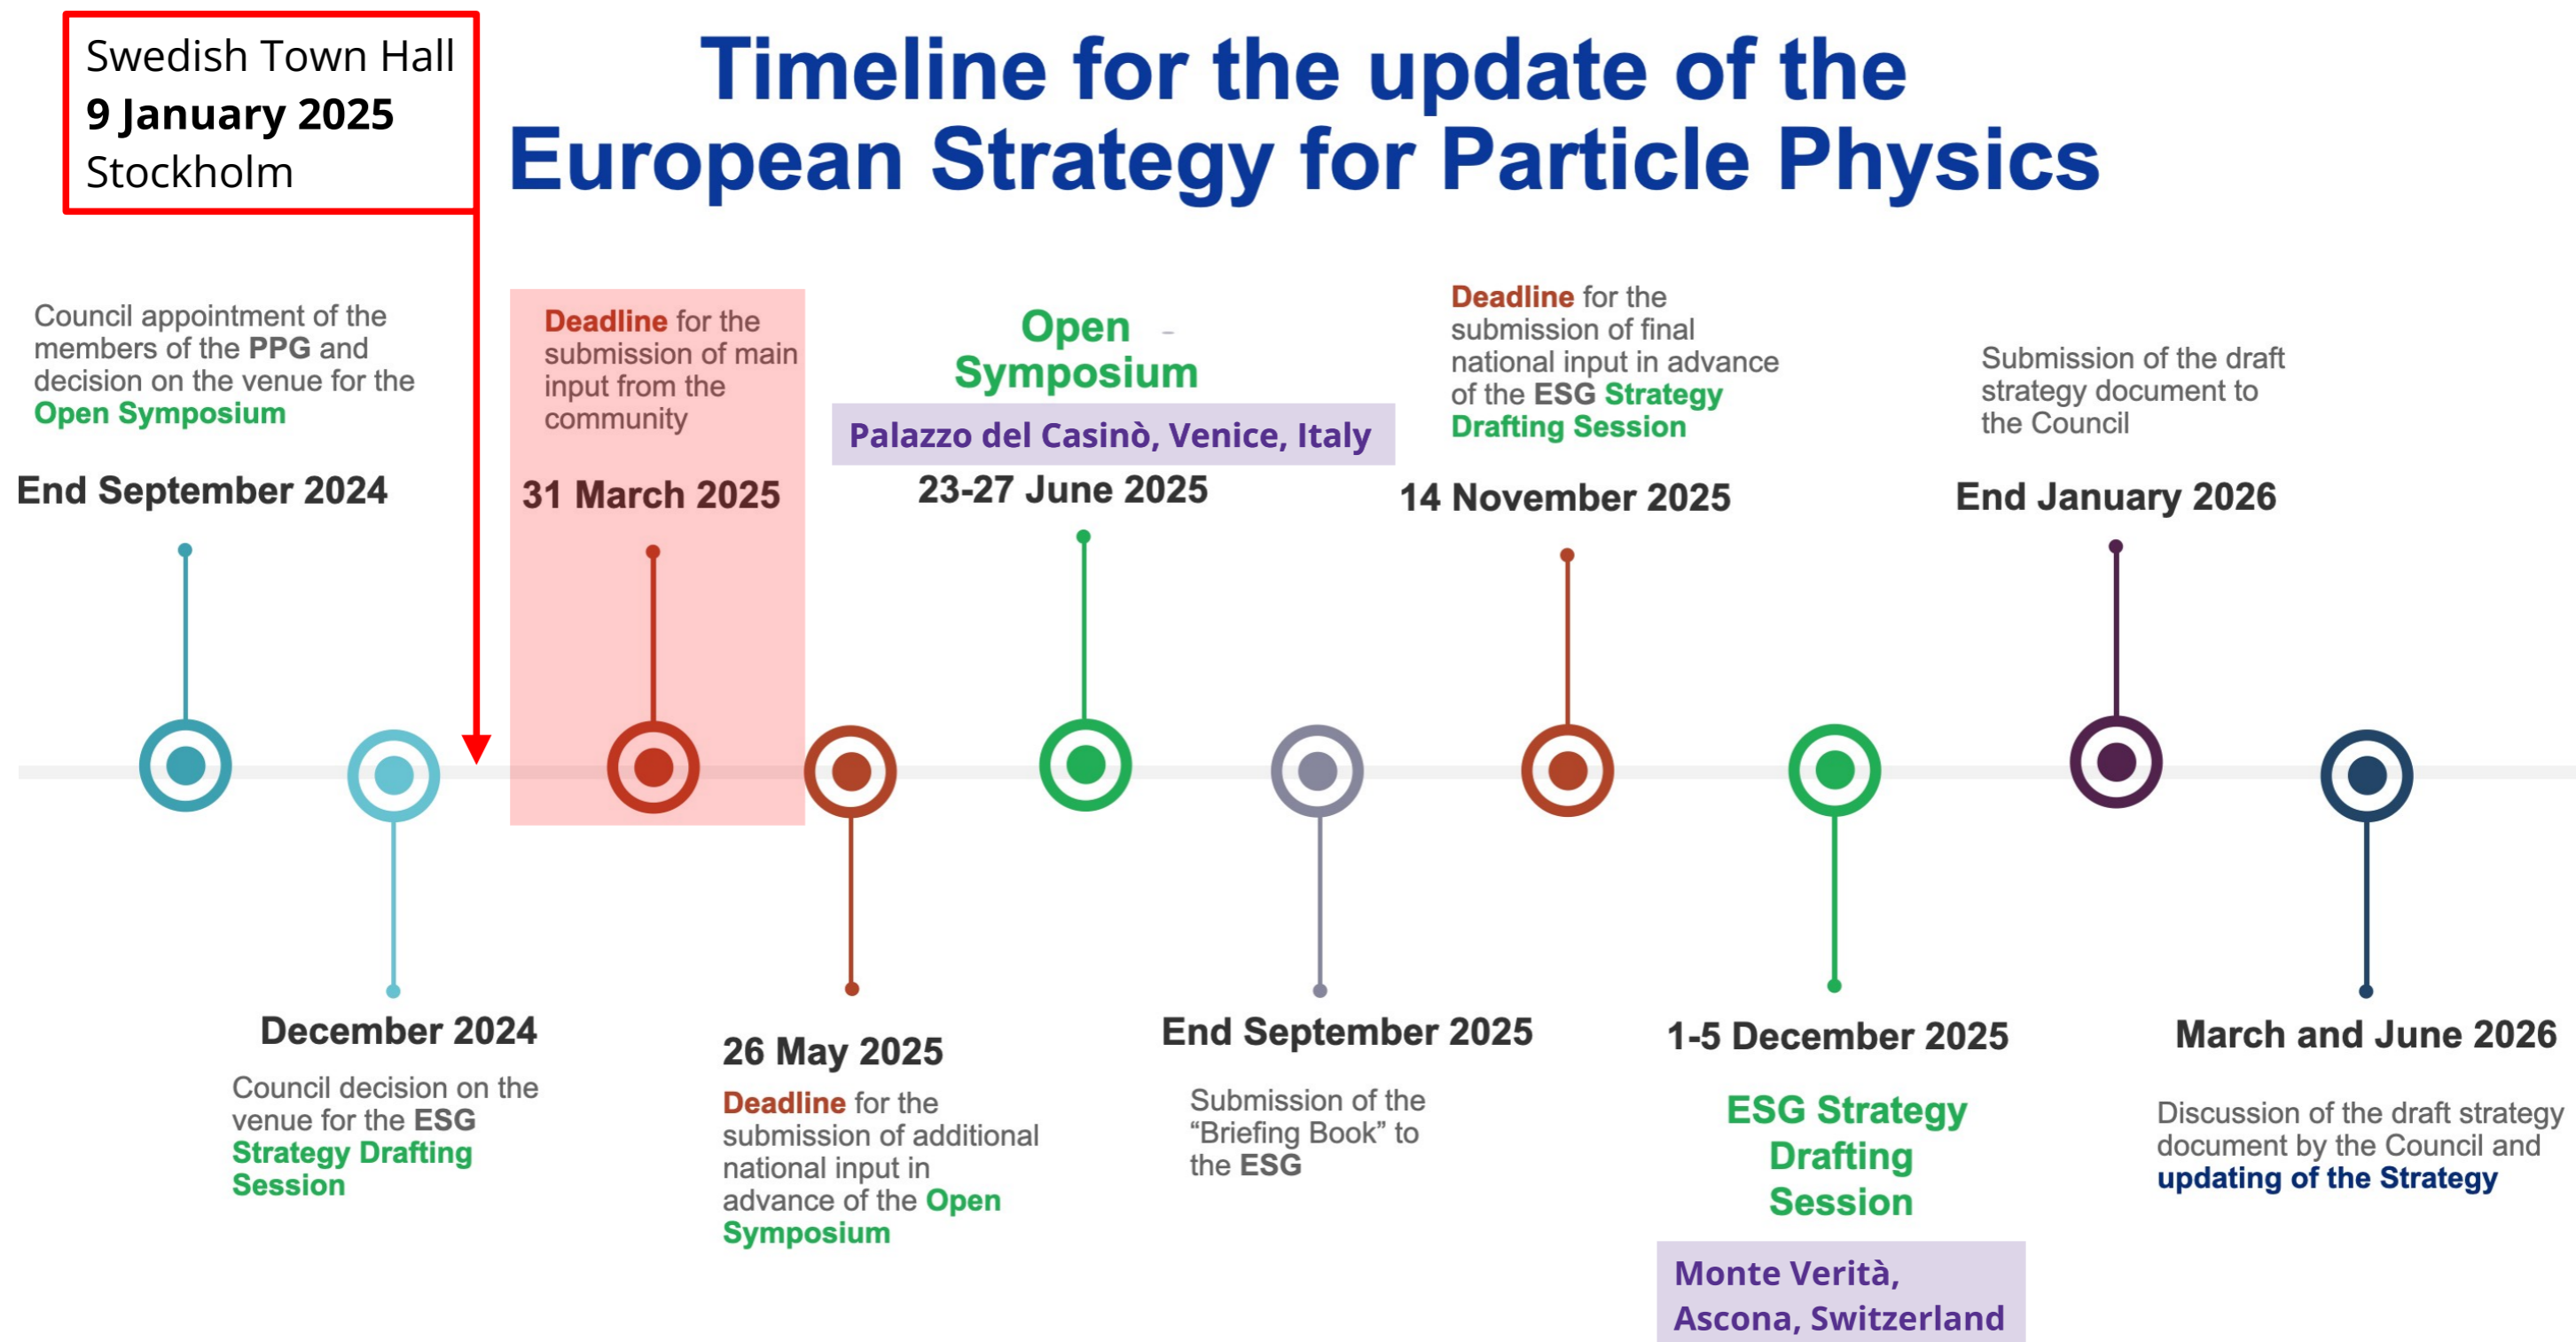 Swedish Town Hall
9 January 2025
Stockholm
Timeline for the update of the
European Strategy for Particle Physics
Council appointment of the
members of the PPG and
decision on the venue for the
Open Symposium
End September 2024
Deadline for the
submission of main
input from the
community
31 March 2025
Open -
Symposium
Palazzo del Casinò, Venice, Italy
23-27 June 2025
Deadline for the
submission of final
national input in advance
of the ESG Strategy
Drafting Session
14 November 2025
Submission of the draft
strategy document to
the Council
End January 2026
December 2024
Council decision on the
venue for the ESG
Strategy Drafting
Session
26 May 2025
Deadline for the
submission of additional
national input in
advance of the Open
Symposium
End September 2025
Submission of the
“Briefing Book” to
the ESG
1-5 December 2025
ESG Strategy
Drafting
Session
Monte Verità,
Ascona, Switzerland
March and June 2026
Discussion of the draft strategy
document by the Council and
updating of the Strategy